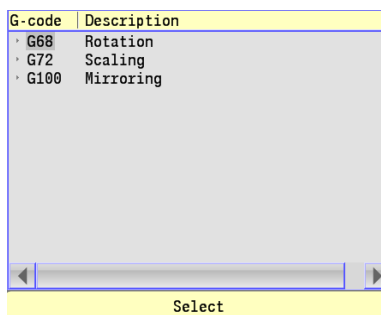 G-code Description
G68 Rotation
G72 Scaling
G100 Mirroring
Select